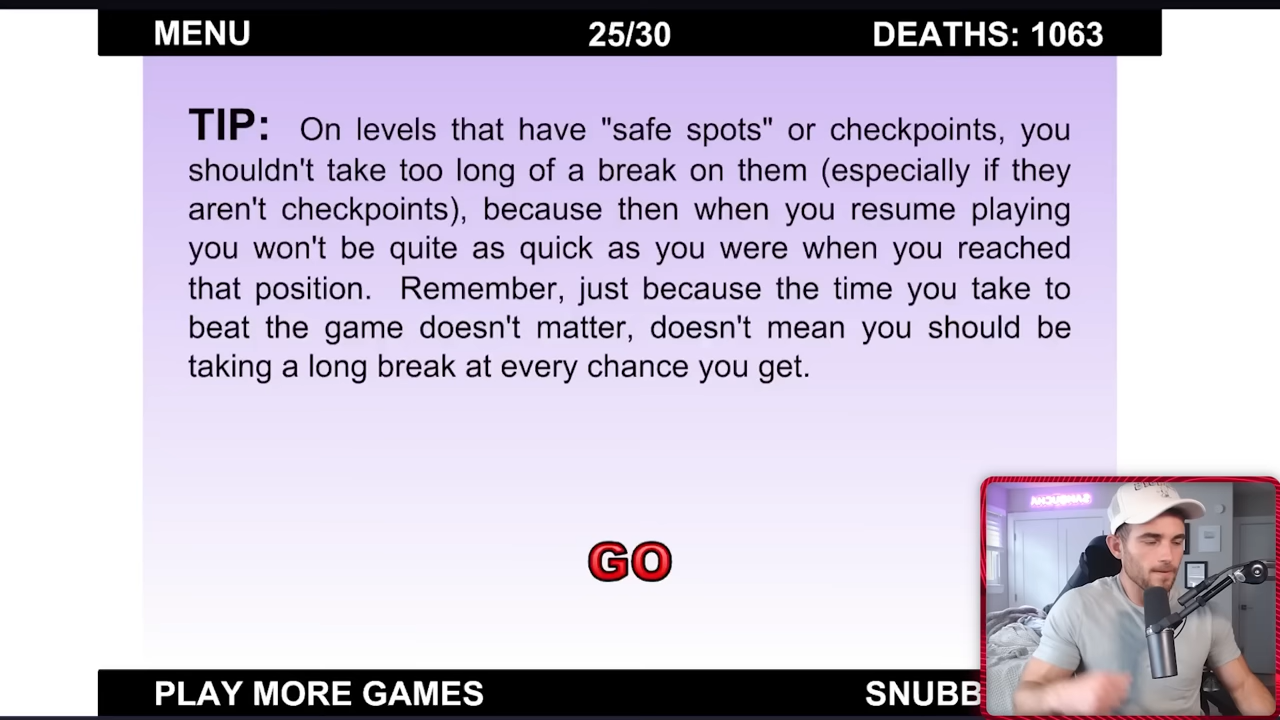 MENU 25/30 DEATHS: 1063
TIP: On levels that have "safe spots" or checkpoints, you
shouldn't take too long of a break on them (especially if they
aren't checkpoints), because then when you resume playing
you won't be quite as quick as you were when you reached
that position. Remember, just because the time you take to
beat the game doesn't matter, doesn't mean you should be
taking a long break at every chance you get.
GO
PLAY MORE GAMES SNUBB